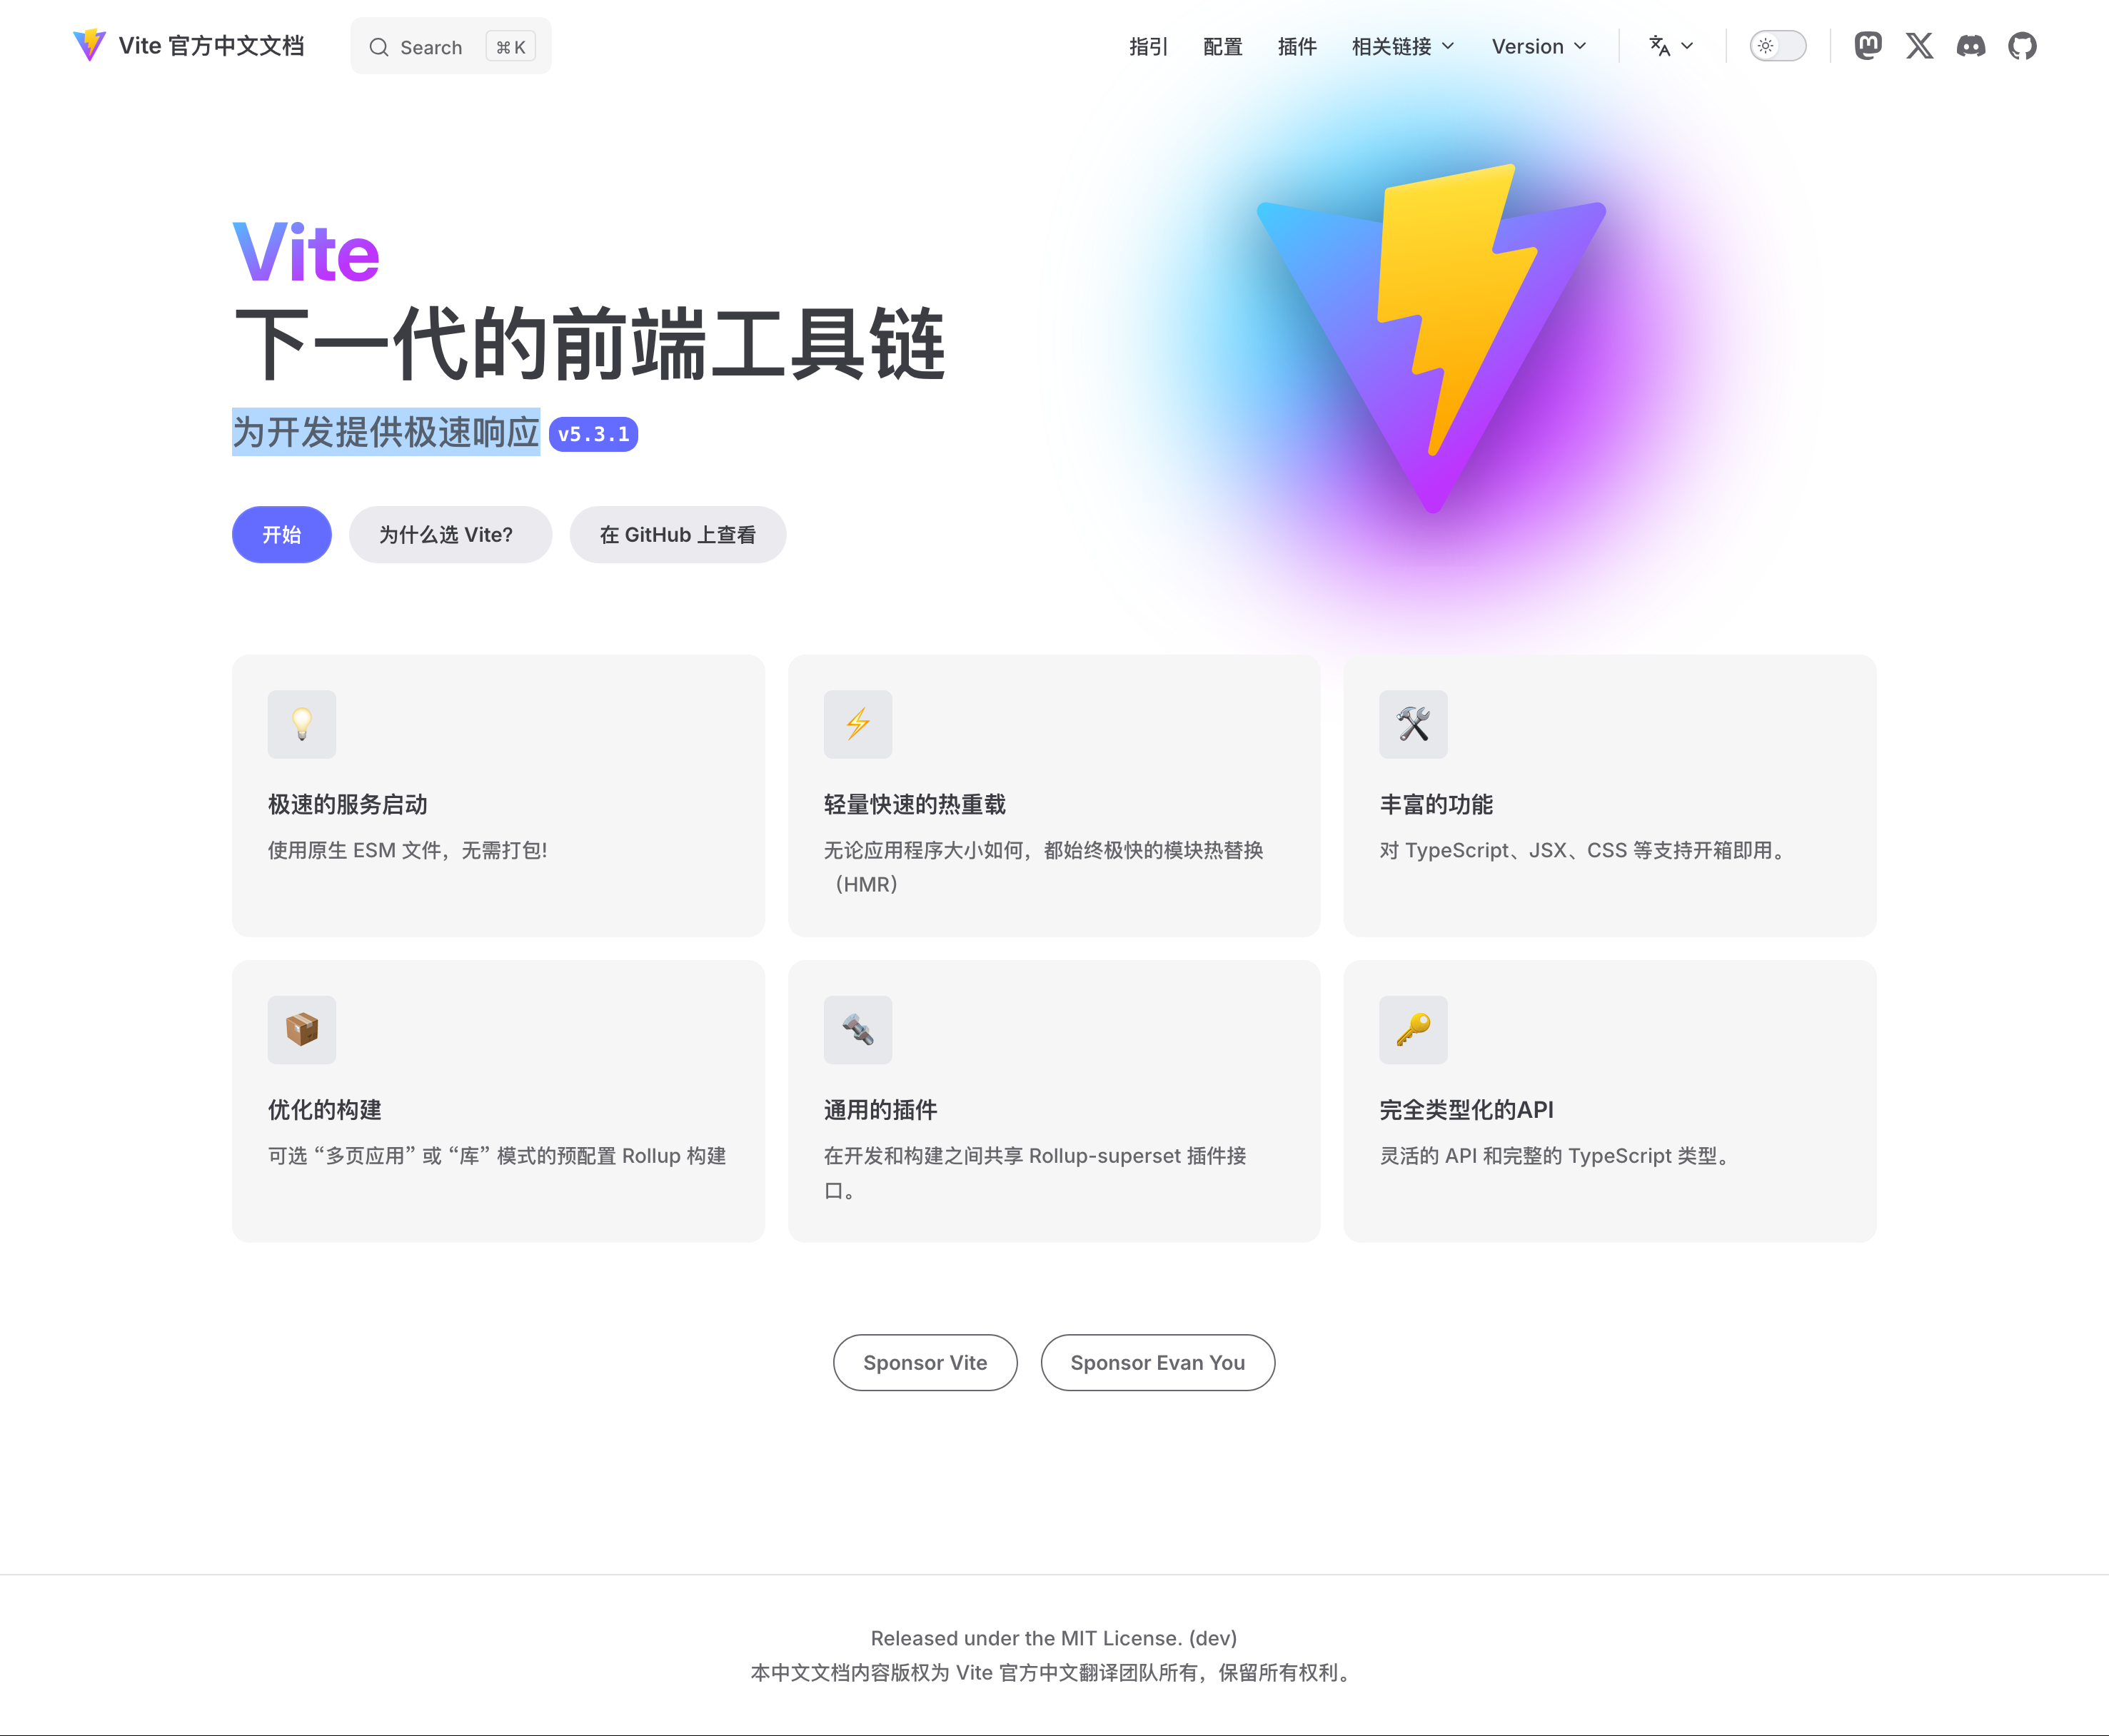 Vite 官方中文文档
Search ⌘ K
指引
配置
插件
相关链接
Version
Vite
下一代的前端工具链
为开发提供极速响应 v5.3.1
开始
为什么选 Vite?
在 GitHub 上查看
极速的服务启动
使用原生 ESM 文件，无需打包!
轻量快速的热重载
无论应用程序大小如何，都始终极快的模块热替换
（HMR）
丰富的功能
对 TypeScript、JSX、CSS 等支持开箱即用。
优化的构建
可选 “多页应用” 或 “库” 模式的预配置 Rollup 构建
通用的插件
在开发和构建之间共享 Rollup-superset 插件接
口。
完全类型化的API
灵活的 API 和完整的 TypeScript 类型。
Sponsor Vite
Sponsor Evan You
Released under the MIT License. (dev)
本中文文档内容版权为 Vite 官方中文翻译团队所有，保留所有权利。